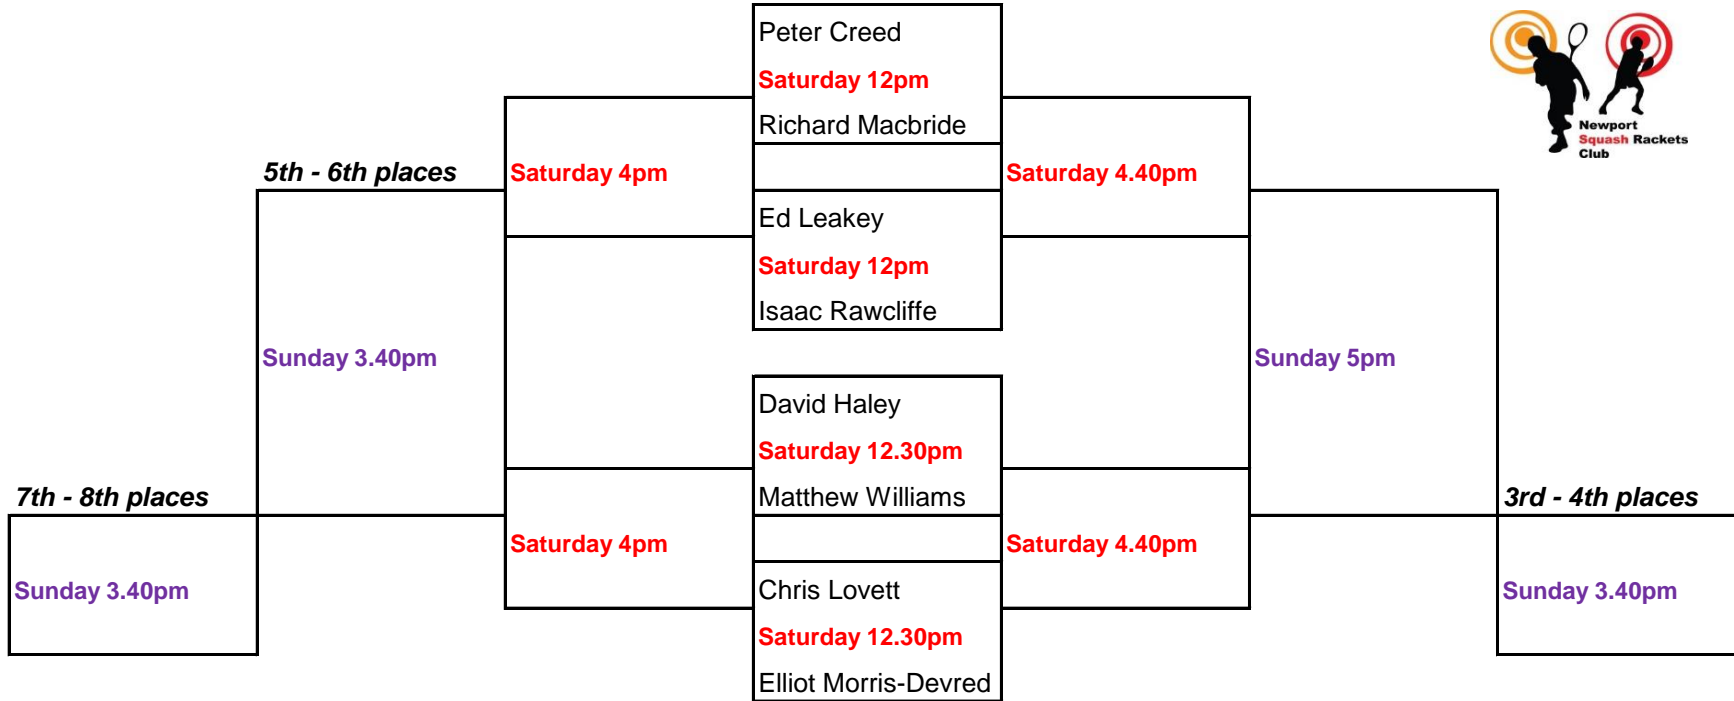 Peter Creed
Saturday 12pm
Richard Macbride
Newport
Squash Rackets
Club
5th - 6th places
Saturday 4pm
Saturday 4.40pm
Ed Leakey
Saturday 12pm
Isaac Rawcliffe
Sunday 3.40pm
Sunday 5pm
David Haley
Saturday 12.30pm
7th - 8th places
Matthew Williams
3rd - 4th places
Saturday 4pm
Saturday 4.40pm
Sunday 3.40pm
Chris Lovett
Sunday 3.40pm
Saturday 12.30pm
Elliot Morris-Devred